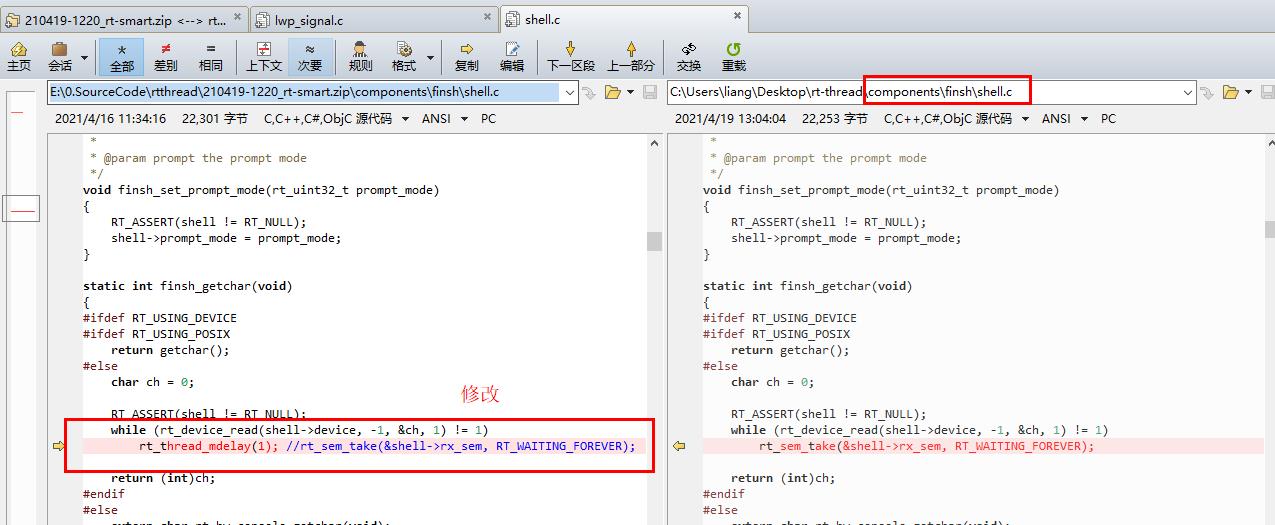 210419-1220_rt-smart.zip <--> rt...
lwp_signal.c
shell.c
主页
会话
全部
差别
相同
上下文
次要
规则
格式
复制
编辑
下一区段
上一部分
交换
重载
E:\0.SourceCode\rtthread\210419-1220_rt-smart.zip\components\finsh\shell.c
C:\Users\liang\Desktop\rt-thread\components\finsh\shell.c
2021/4/16 11:34:16 22,301 字节 C,C++,C#,ObjC 源代码 ANSI PC
2021/4/19 13:04:04 22,253 字节 C,C++,C#,ObjC 源代码 ANSI PC
*
* @param prompt the prompt mode
*/
void finsh_set_prompt_mode(rt_uint32_t prompt_mode)
{
RT_ASSERT(shell != RT_NULL);
shell->prompt_mode = prompt_mode;
}
static int finsh_getchar(void)
{
#ifdef RT_USING_DEVICE
#ifdef RT_USING_POSIX
return getchar();
#else
char ch = 0;
修改
RT_ASSERT(shell != RT_NULL);
while (rt_device_read(shell->device, -1, &ch, 1) != 1)
rt_thread_mdelay(1); //rt_sem_take(&shell->rx_sem, RT_WAITING_FOREVER);
return (int)ch;
#endif
#else
*
* @param prompt the prompt mode
*/
void finsh_set_prompt_mode(rt_uint32_t prompt_mode)
{
RT_ASSERT(shell != RT_NULL);
shell->prompt_mode = prompt_mode;
}
static int finsh_getchar(void)
{
#ifdef RT_USING_DEVICE
#ifdef RT_USING_POSIX
return getchar();
#else
char ch = 0;
RT_ASSERT(shell != RT_NULL);
while (rt_device_read(shell->device, -1, &ch, 1) != 1)
rt_sem_take(&shell->rx_sem, RT_WAITING_FOREVER);
return (int)ch;
#endif
#else